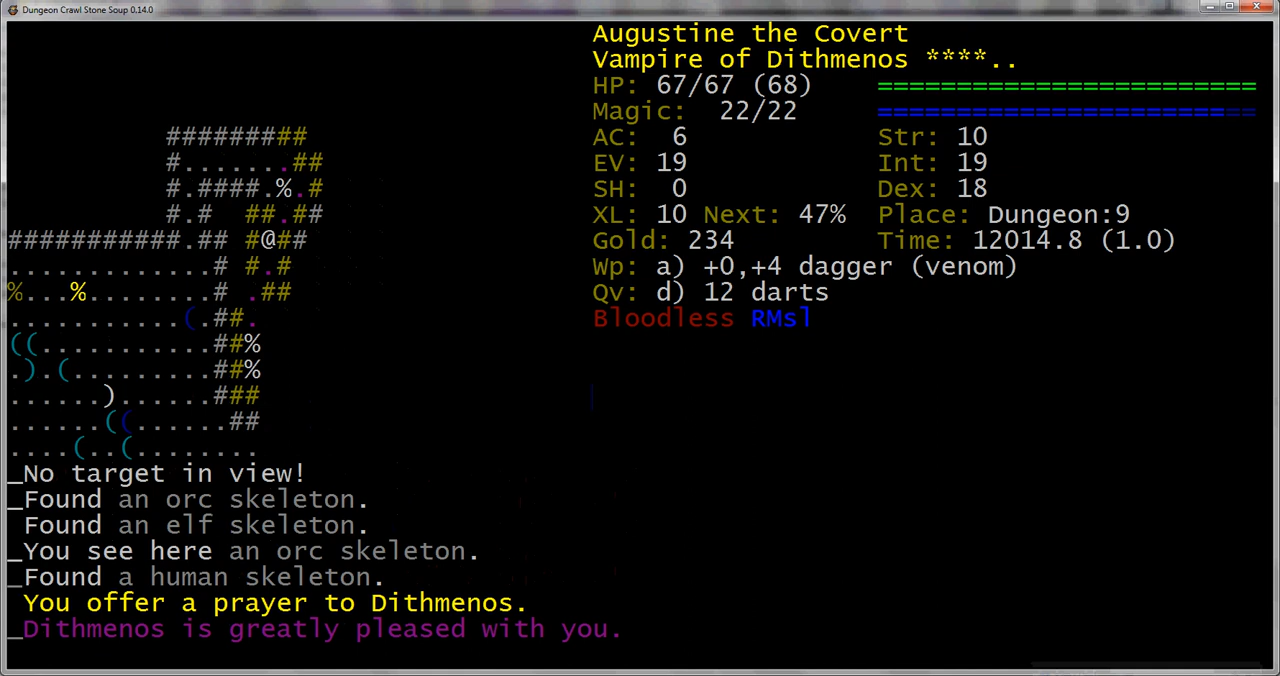 Dungeon Crawl Stone Soup 0.14.0
Augustine the Covert
Vampire of Dithmenos ****..
HP: 67/67 (68) ========================
Magic: 22/22 ========================
AC: 6 Str: 10
EV: 19 Int: 19
SH: 0 Dex: 18
XL: 10 Next: 47% Place: Dungeon:9
Gold: 234 Time: 12014.8 (1.0)
Wp: a) +0,+4 dagger (venom)
Qv: d) 12 darts
Bloodless RMsl
##########
#........##
#.####.%.#
#.# ##.##
###########.## #@##
.............# #.#
%...%........# .##
...........(.##.
((...........##%
.).(.........##%
......)......###
......((......##
....(..(........
_No target in view!
_Found an orc skeleton.
Found an elf skeleton.
_You see here an orc skeleton.
_Found a human skeleton.
You offer a prayer to Dithmenos.
_Dithmenos is greatly pleased with you.